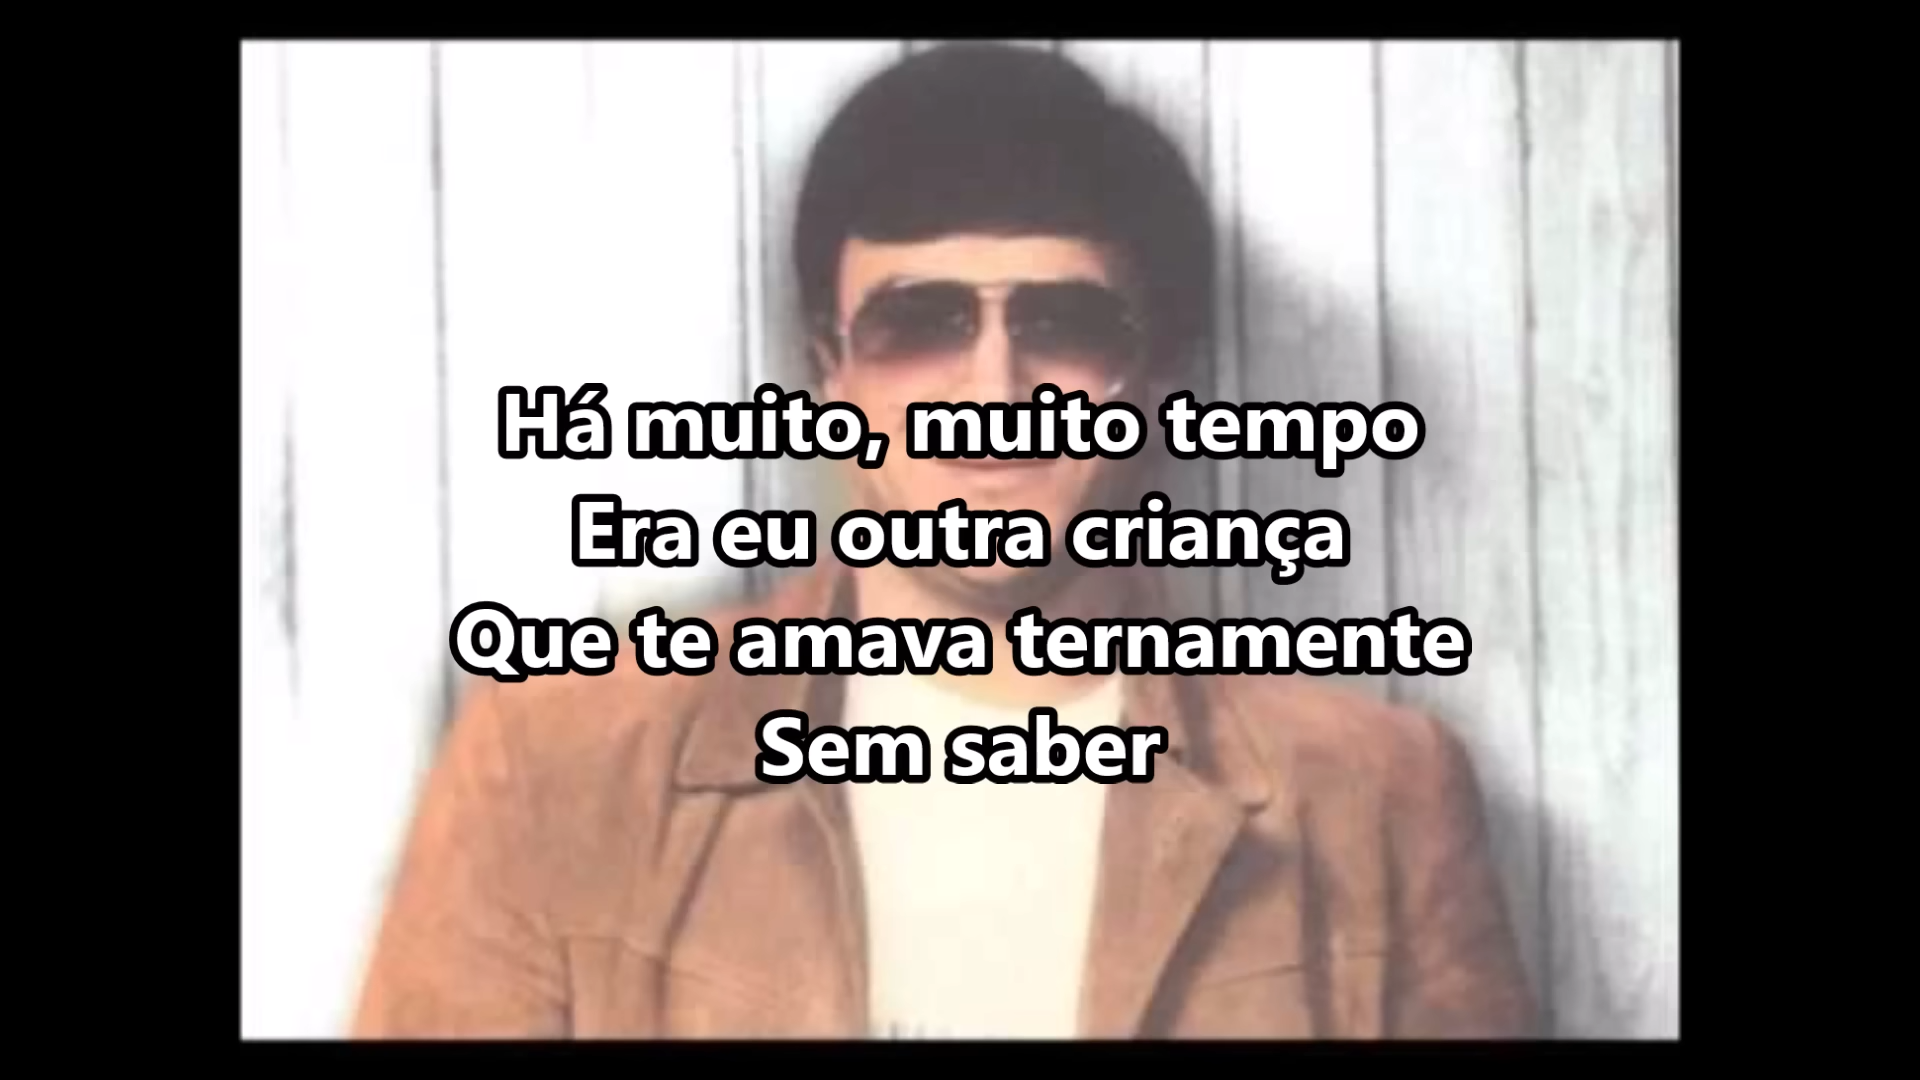 Há muito, muito tempo
Era eu outra criança
Que te amava ternamente
Sem saber